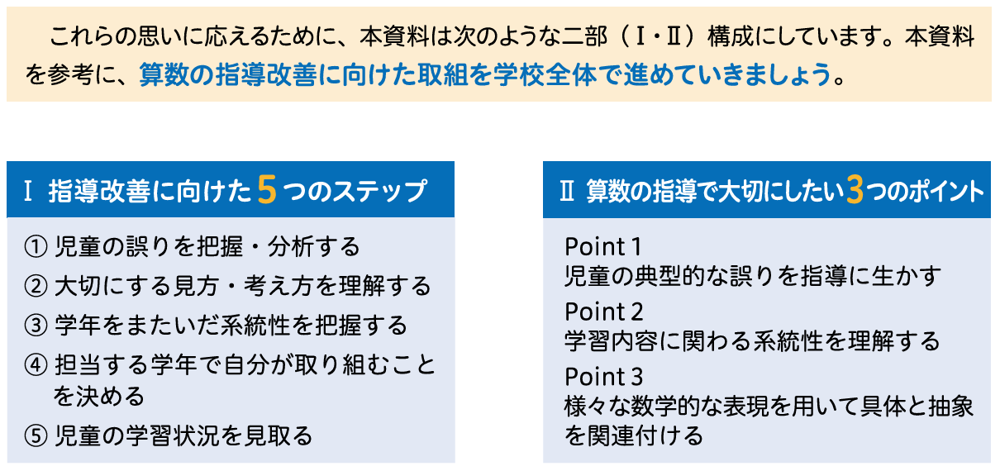 これらの思いに応えるために、本資料は次のような二部（Ⅰ・Ⅱ）構成にしています。本資料
を参考に、算数の指導改善に向けた取組を学校全体で進めていきましょう。
Ⅰ 指導改善に向けた5つのステップ
① 児童の誤りを把握・分析する
② 大切にする見方・考え方を理解する
③ 学年をまたいだ系統性を把握する
④ 担当する学年で自分が取り組むこと
を決める
⑤ 児童の学習状況を見取る
Ⅱ 算数の指導で大切にしたい3つのポイント
Point 1
児童の典型的な誤りを指導に生かす
Point 2
学習内容に関わる系統性を理解する
Point 3
様々な数学的な表現を用いて具体と抽象
を関連付ける